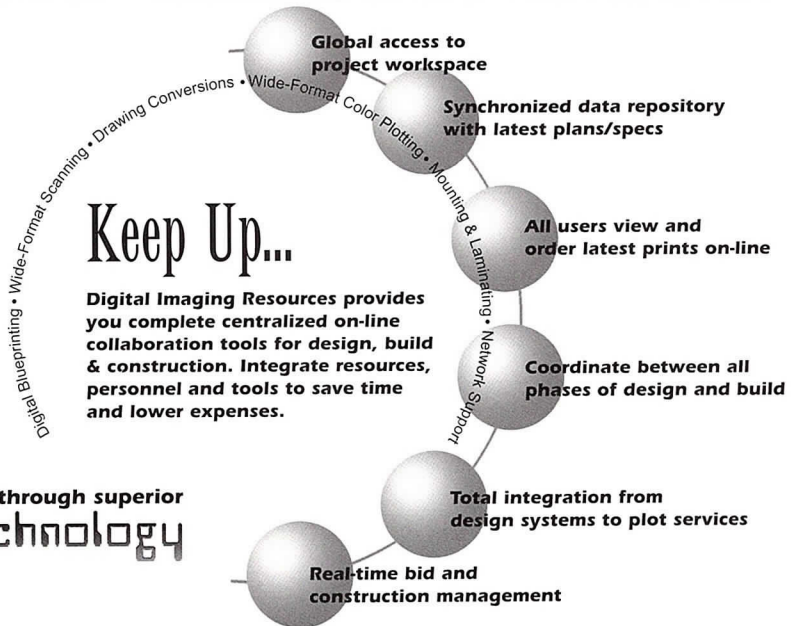 Global access to
project workspace
Synchronized data repository
with latest plans/specs
All users view and
order latest prints on-line
Coordinate between all
phases of design and build
Total integration from
design systems to plot services
Real-time bid and
construction management
Digital Blueprinting • Wide-Format Scanning • Drawing Conversions • Wide-Format Color Plotting • Mounting & Laminating • Network Support
Keep Up...
Digital Imaging Resources provides
you complete centralized on-line
collaboration tools for design, build
& construction. Integrate resources,
personnel and tools to save time
and lower expenses.
through superior
chnology